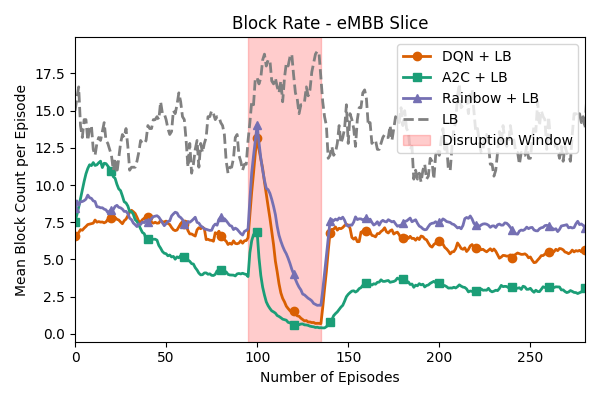 Block Rate - eMBB Slice
Mean Block Count per Episode
17.5
15.0
12.5
10.0
7.5
5.0
2.5
0.0
DQN + LB
A2C + LB
Rainbow + LB
LB
Disruption Window
0 50 100 150 200 250
Number of Episodes